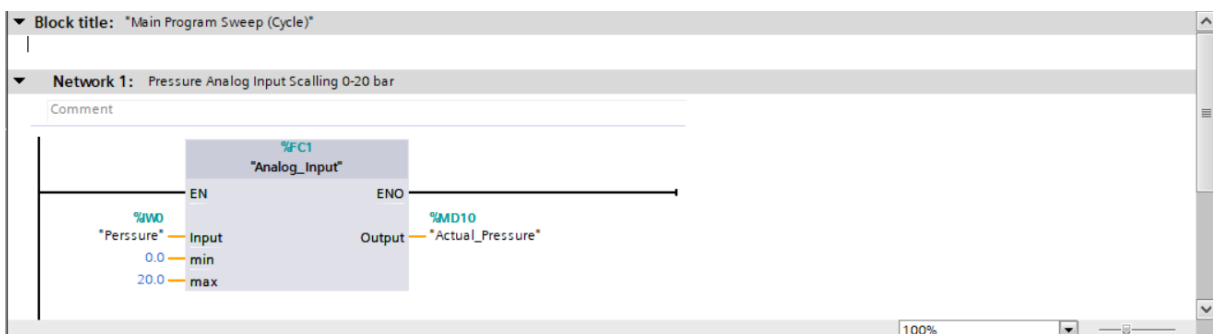 Block title: "Main Program Sweep (Cycle)"
Network 1: Pressure Analog Input Scalling 0-20 bar
Comment
%FC1
"Analog_Input"
EN ENO
%IW0 %MD10
"Perssure" Input Output "Actual_Pressure"
0.0 min
20.0 max
100%